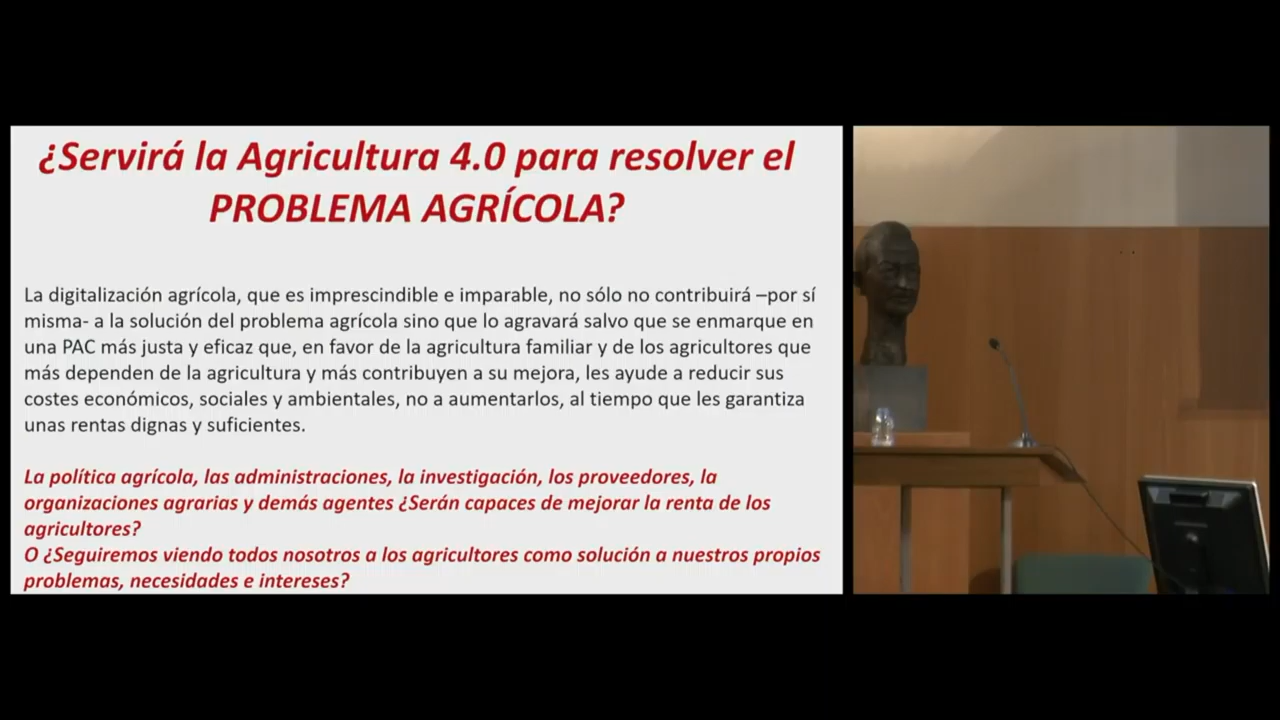 ¿Servirá la Agricultura 4.0 para resolver el
PROBLEMA AGRÍCOLA?
La digitalización agrícola, que es imprescindible e imparable, no sólo no contribuirá –por sí
misma- a la solución del problema agrícola sino que lo agravará salvo que se enmarque en
una PAC más justa y eficaz que, en favor de la agricultura familiar y de los agricultores que
más dependen de la agricultura y más contribuyen a su mejora, les ayude a reducir sus
costes económicos, sociales y ambientales, no a aumentarlos, al tiempo que les garantiza
unas rentas dignas y suficientes.
La política agrícola, las administraciones, la investigación, los proveedores, la
organizaciones agrarias y demás agentes ¿Serán capaces de mejorar la renta de los
agricultores?
O ¿Seguiremos viendo todos nosotros a los agricultores como solución a nuestros propios
problemas, necesidades e intereses?